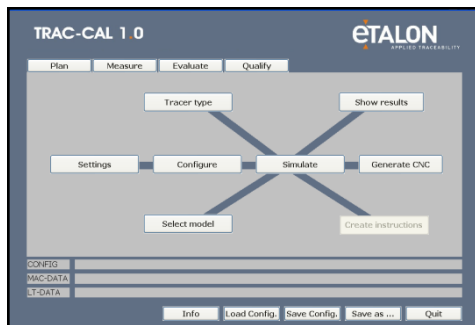 TRAC-CAL 1.0
eTALON
APPLIED TRACEABILITY
Plan Measure Evaluate Qualify
Tracer type Show results
Settings Configure Simulate Generate CNC
Select model Create instructions
CONFIG
MAC-DATA
LT-DATA
Info Load Config. Save Config. Save as ... Quit